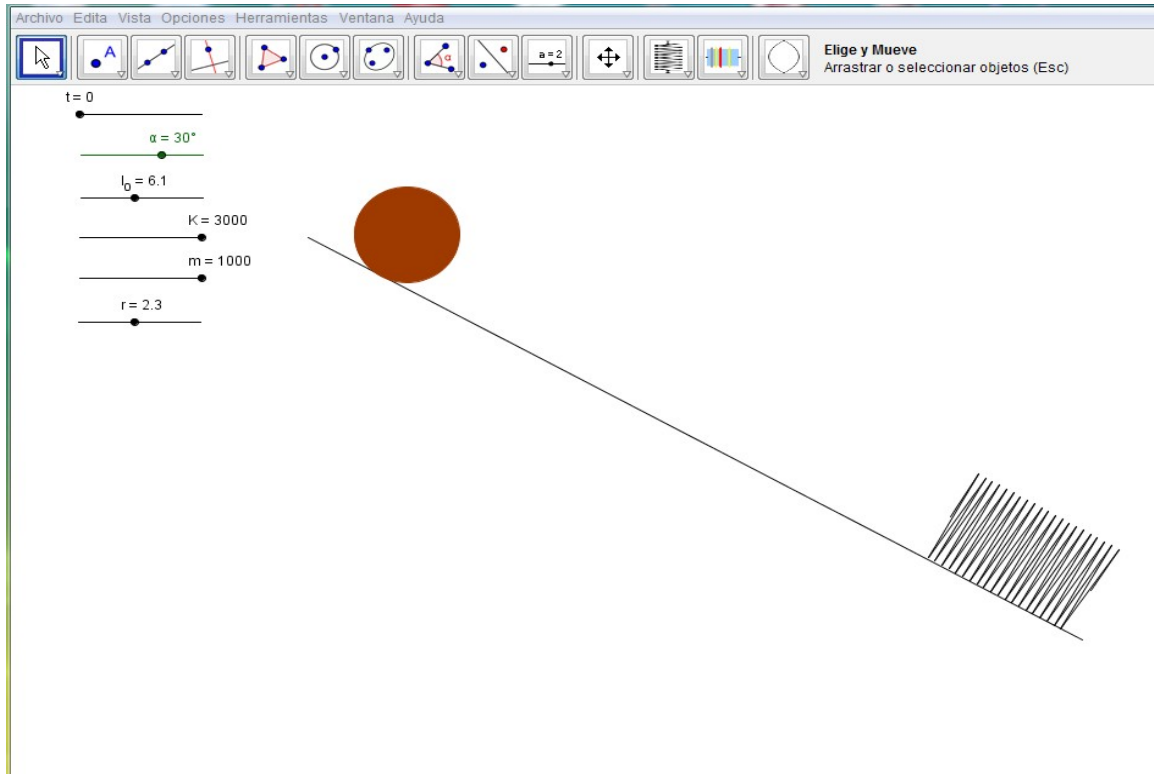 Archivo Edita Vista Opciones Herramientas Ventana Ayuda
A
α
a = 2
Elige y Mueve
Arrastrar o seleccionar objetos (Esc)
t = 0
α = 30°
l₀ = 6.1
K = 3000
m = 1000
r = 2.3